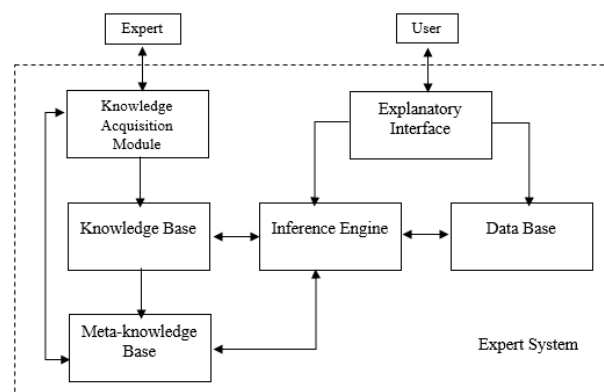 Expert
User
Knowledge
Acquisition
Module
Explanatory
Interface
Knowledge Base
Inference Engine
Data Base
Meta-knowledge
Base
Expert System